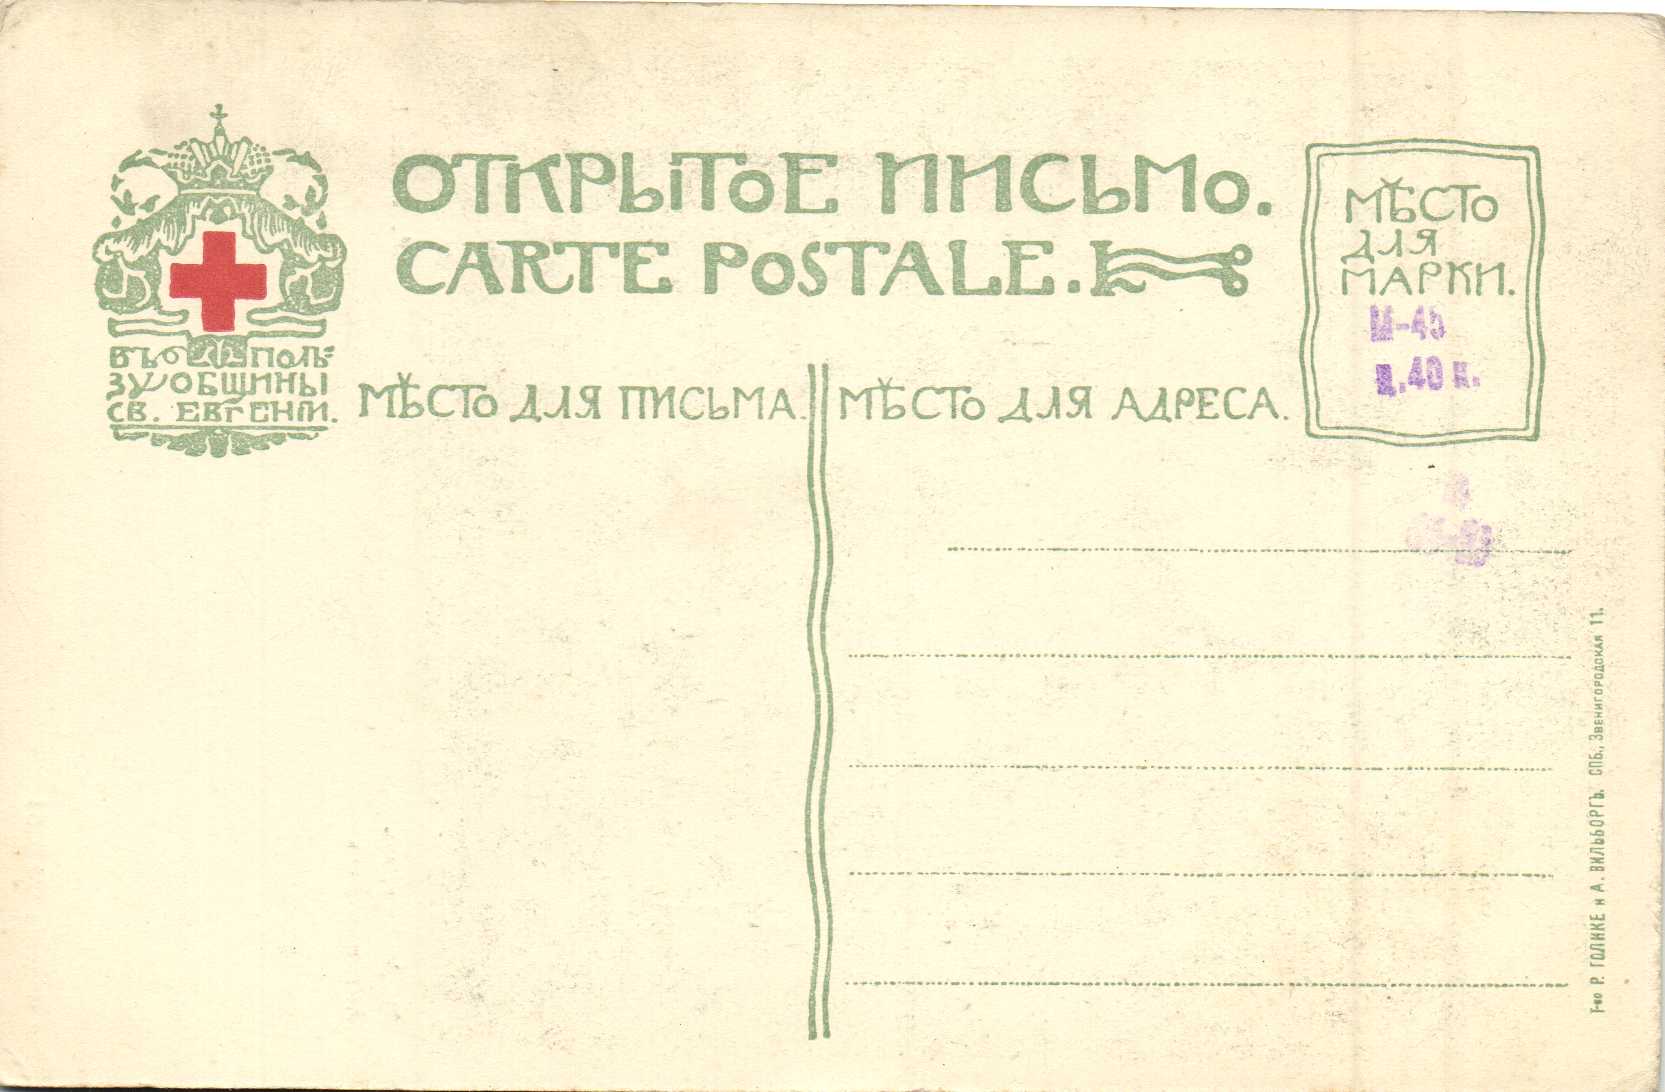 ОТКРЫТОЕ ПИСЬМО.
CARTE POSTALE.
МѢСТО
ДЛЯ
МАРКИ.
М-45
ц.40 к.
ВЪ ПОЛЬ-
ЗУ ОБЩИНЫ
СВ. ЕВГЕНІИ.
МѢСТО ДЛЯ ПИСЬМА.
МѢСТО ДЛЯ АДРЕСА.
Т-во Р. ГОЛИКЕ и А. ВИЛЬБОРГЪ. СПБ., Звенигородская 11.